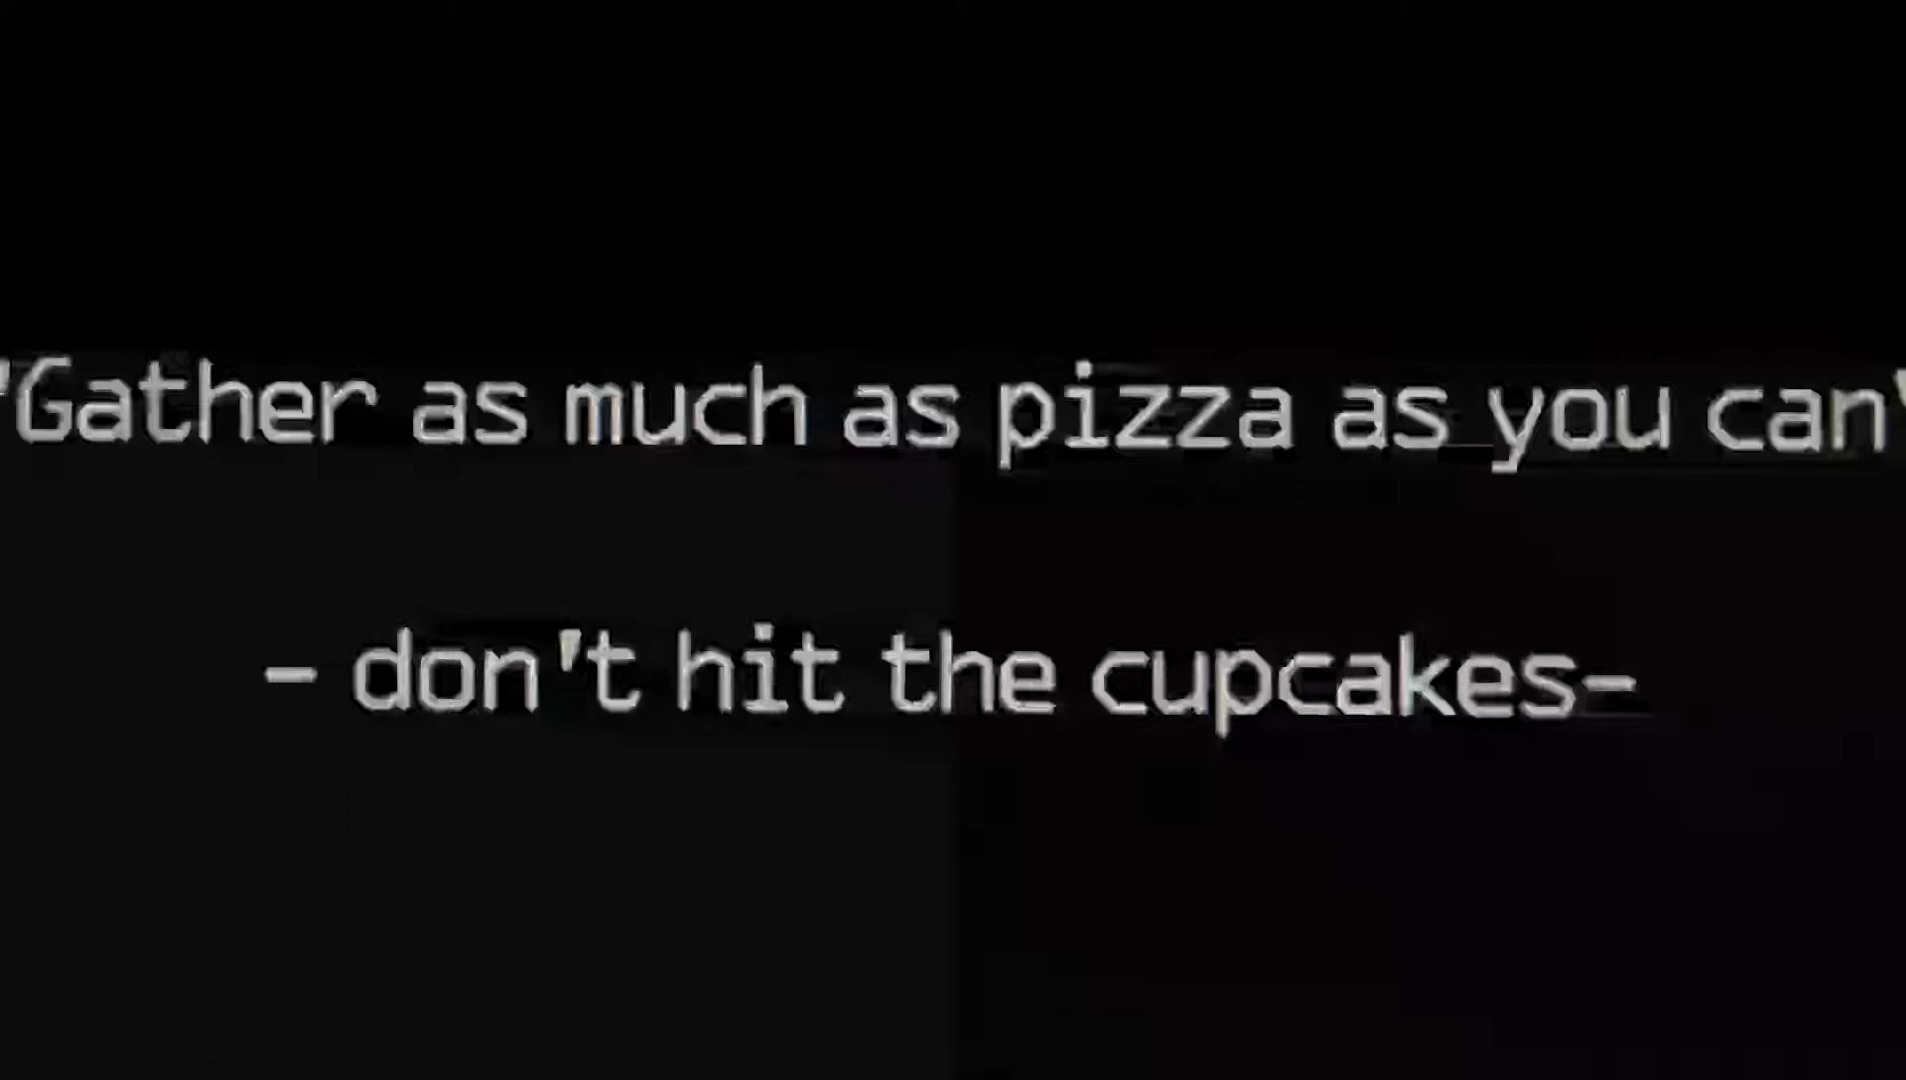 "Gather as much as pizza as you can"
- don't hit the cupcakes-